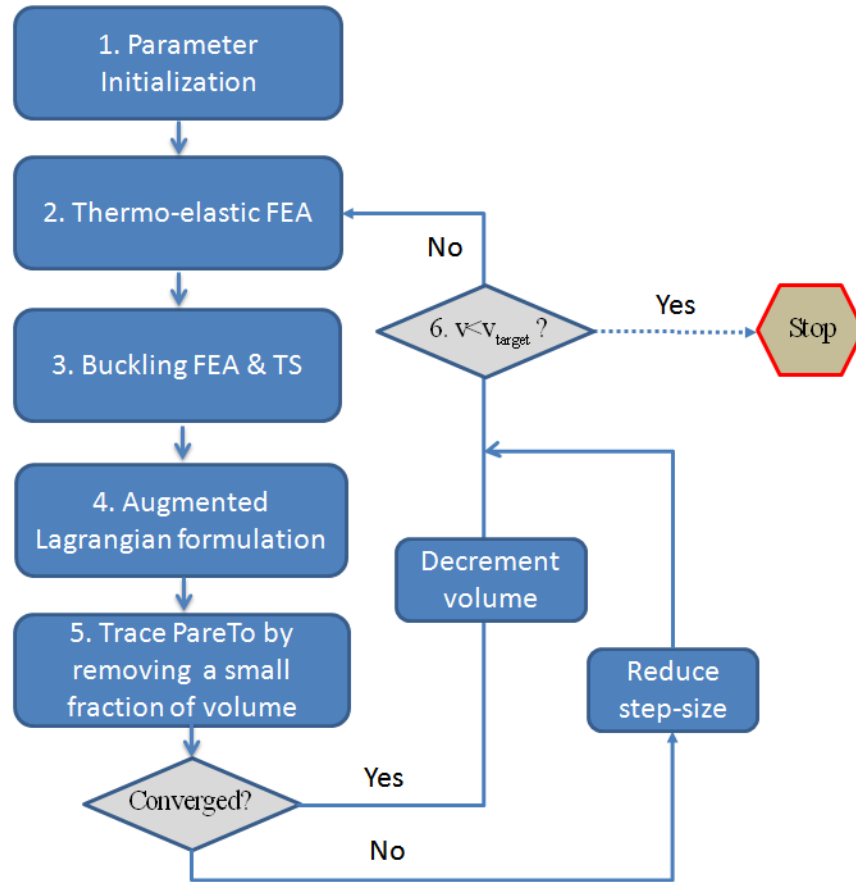 1. Parameter
Initialization
2. Thermo-elastic FEA
3. Buckling FEA & TS
4. Augmented
Lagrangian formulation
5. Trace PareTo by
removing a small
fraction of volume
Converged?
Yes
No
Reduce
step-size
Decrement
volume
6. v<v_target ?
No
Yes
Stop